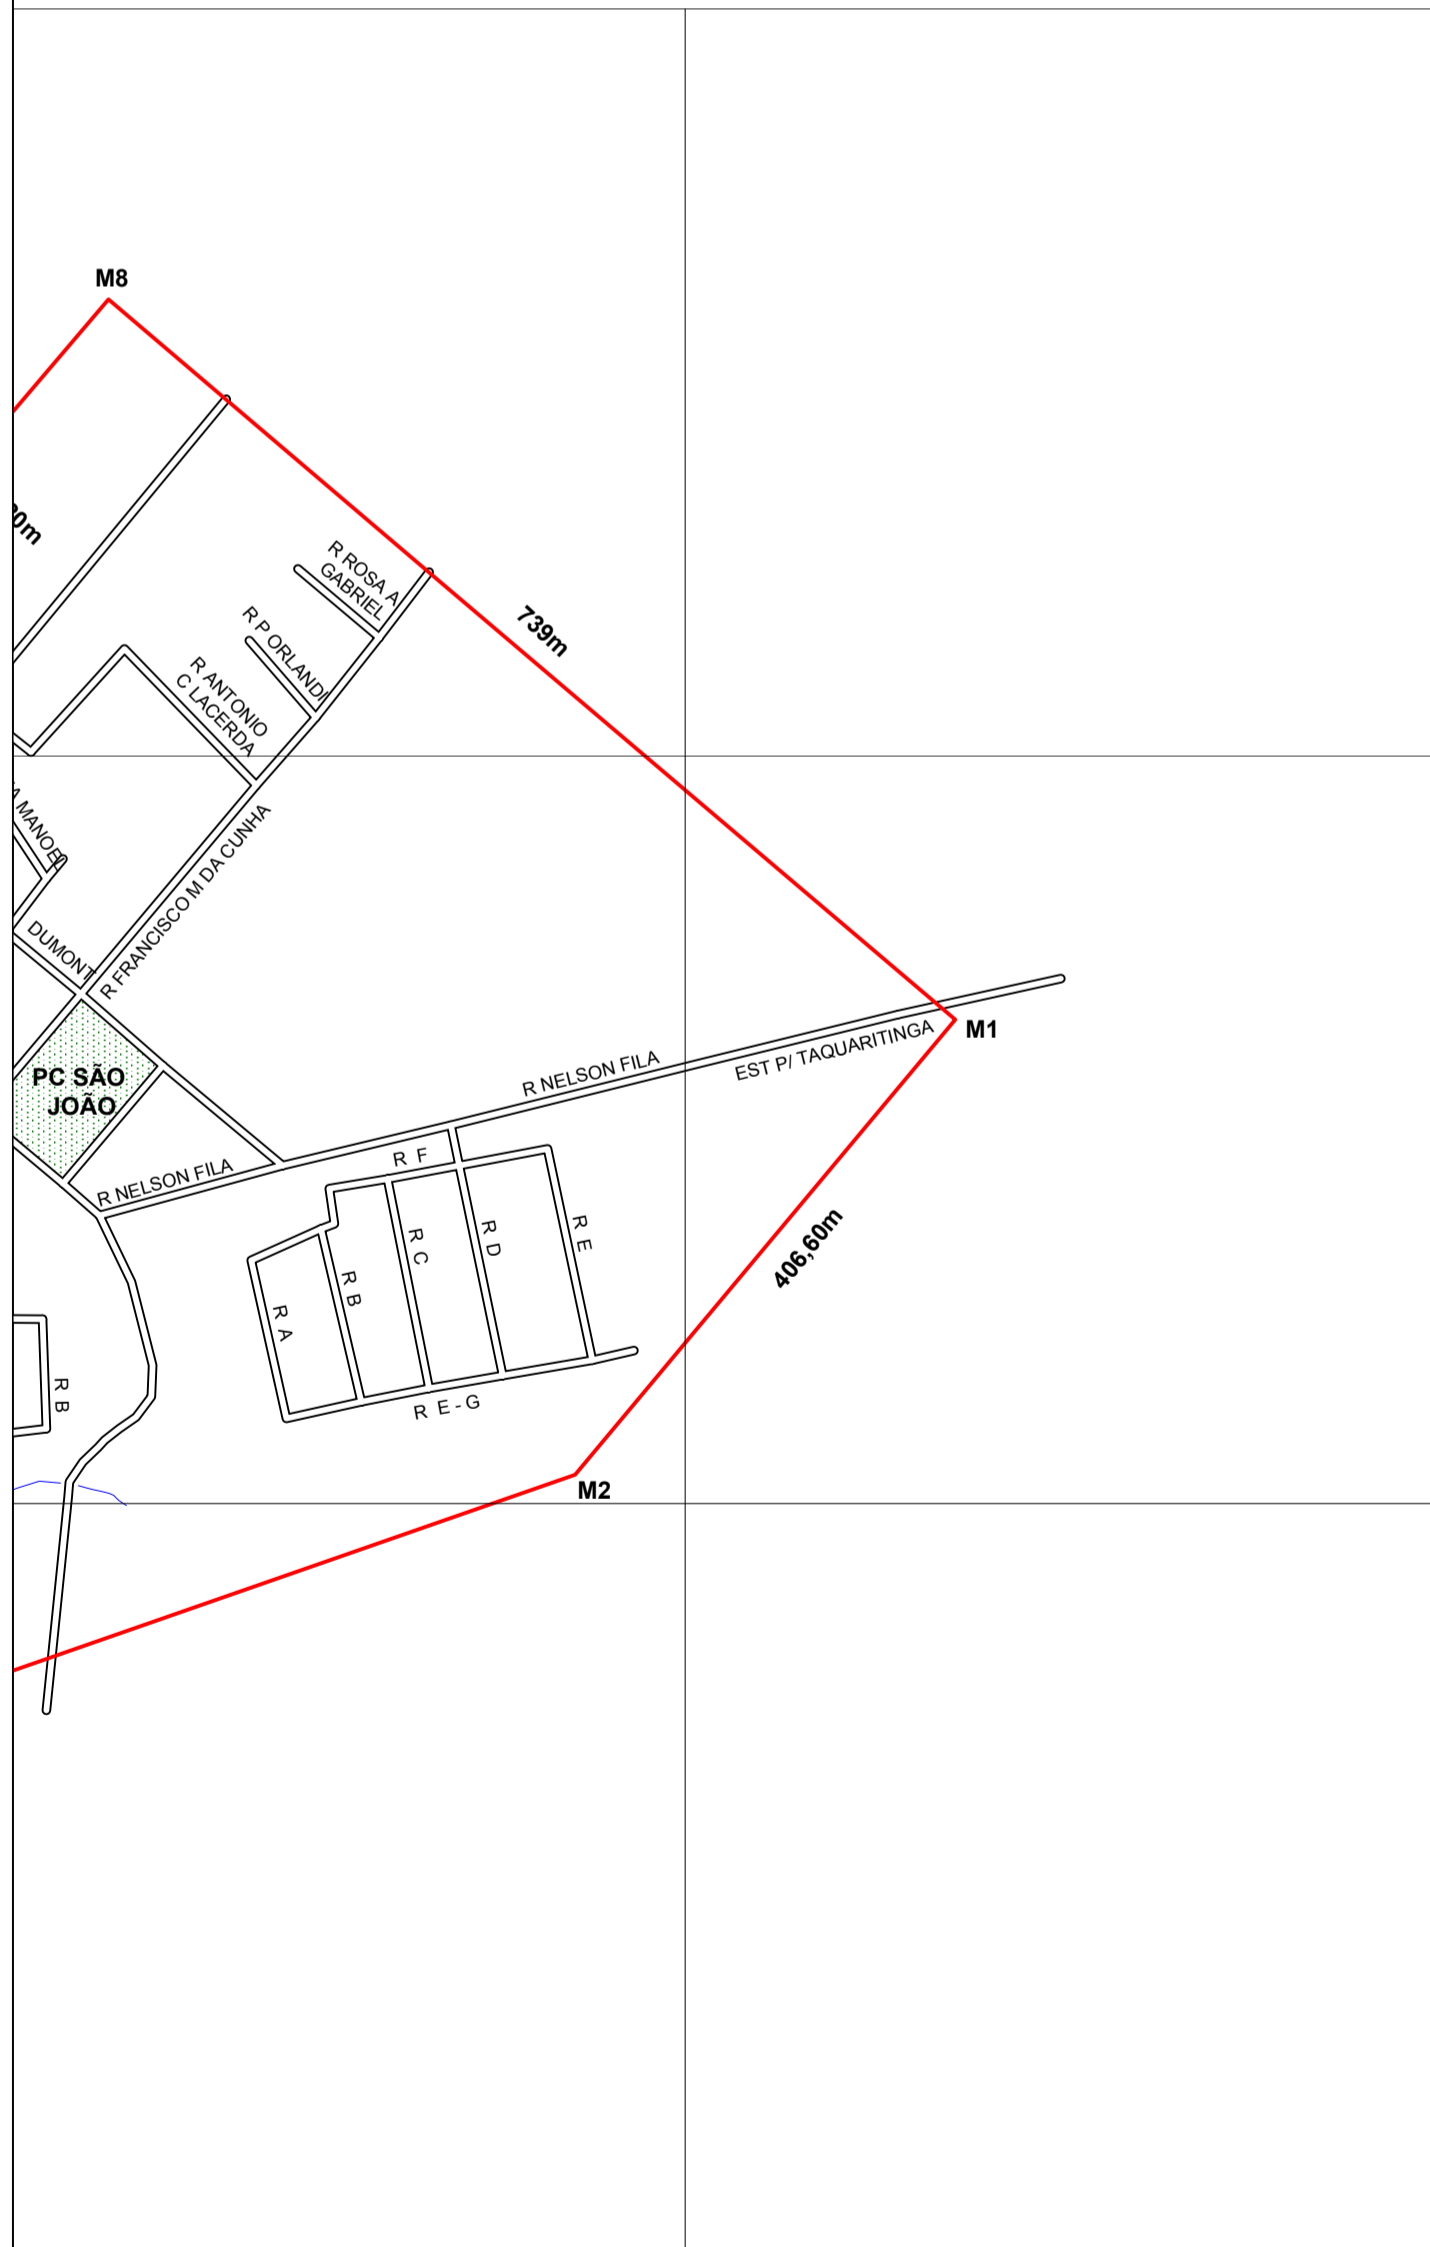 M8
0m
R ROSA A
GABRIEL
R P ORLANDI
739m
R ANTONIO
C LACERDA
MANOEL
R FRANCISCO M DA CUNHA
DUMONT
M1
EST P/ TAQUARITINGA
R NELSON FILA
PC SÃO
JOÃO
R F
R NELSON FILA
R E
R D
R C
R B
R A
406,60m
R B
R E-G
M2